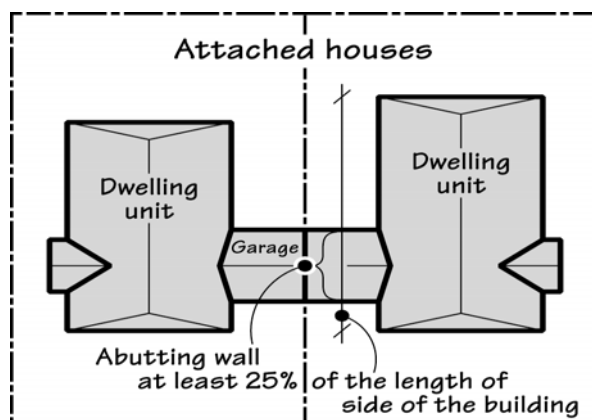 Attached houses
Dwelling
unit
Dwelling
unit
Garage
Abutting wall
at least 25% of the length of
side of the building